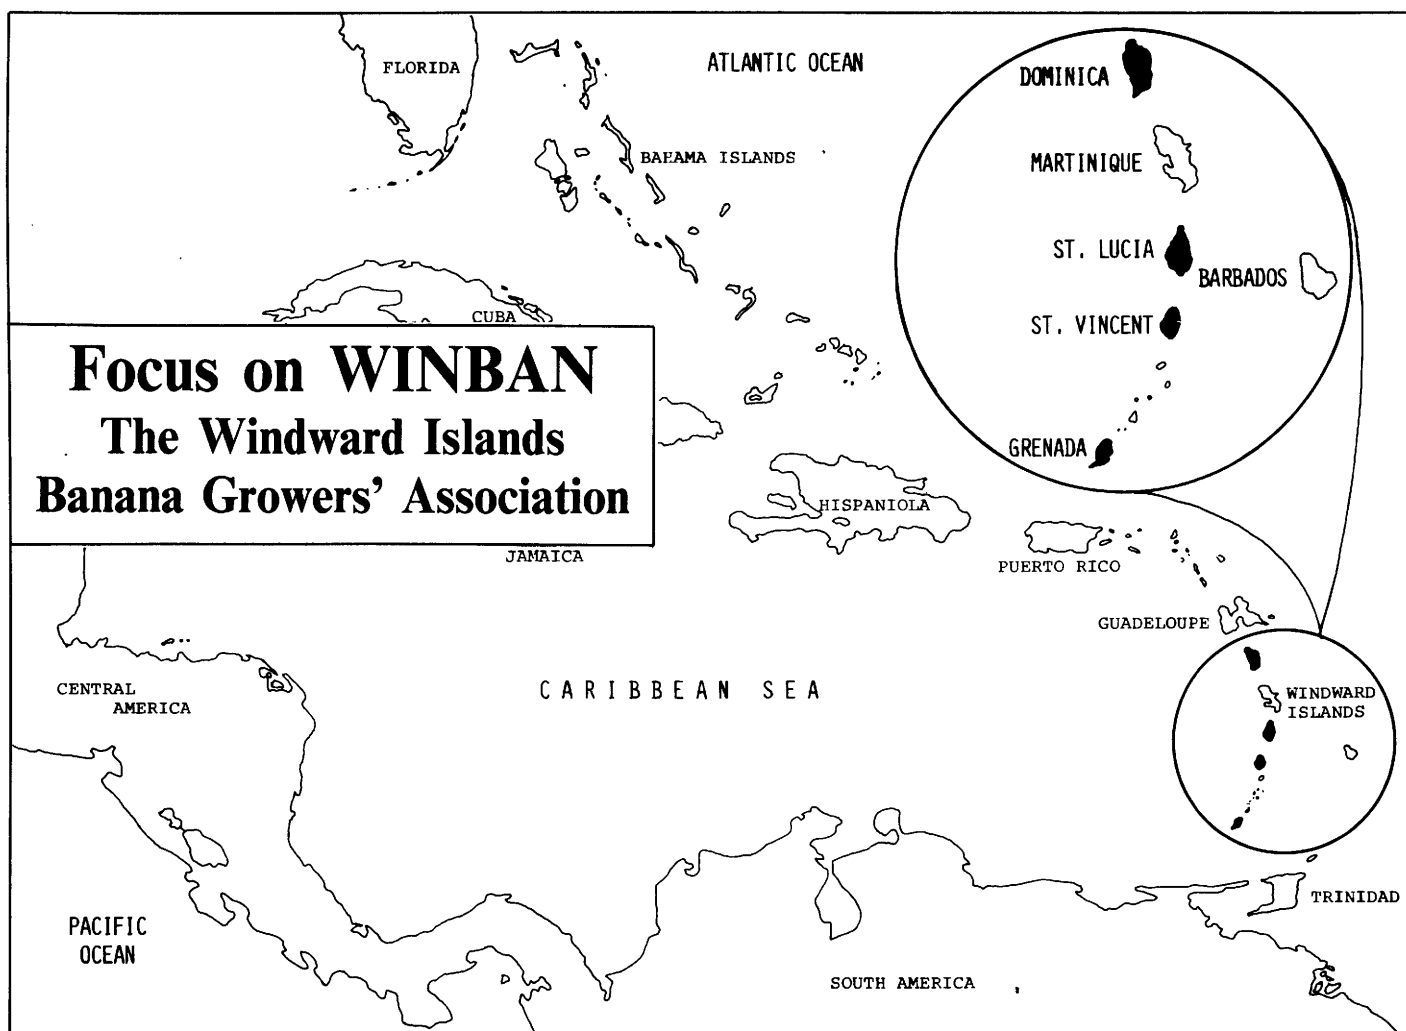 FLORIDA
ATLANTIC OCEAN
BAHAMA ISLANDS
CUBA
Focus on WINBAN
The Windward Islands
Banana Growers’ Association
DOMINICA
MARTINIQUE
ST. LUCIA
BARBADOS
ST. VINCENT
GRENADA
HISPANIOLA
JAMAICA
PUERTO RICO
GUADELOUPE
WINDWARD
ISLANDS
CENTRAL
AMERICA
CARIBBEAN SEA
PACIFIC
OCEAN
SOUTH AMERICA
TRINIDAD